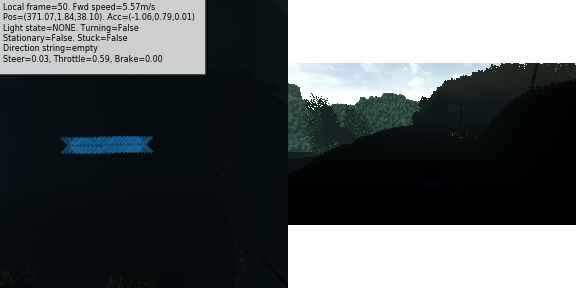 Local frame=50. Fwd speed=5.57m/s
Pos=(371.07,1.84,38.10). Acc=(-1.06,0.79,0.01)
Light state=NONE. Turning=False
Stationary=False. Stuck=False
Direction string=empty
Steer=0.03, Throttle=0.59, Brake=0.00